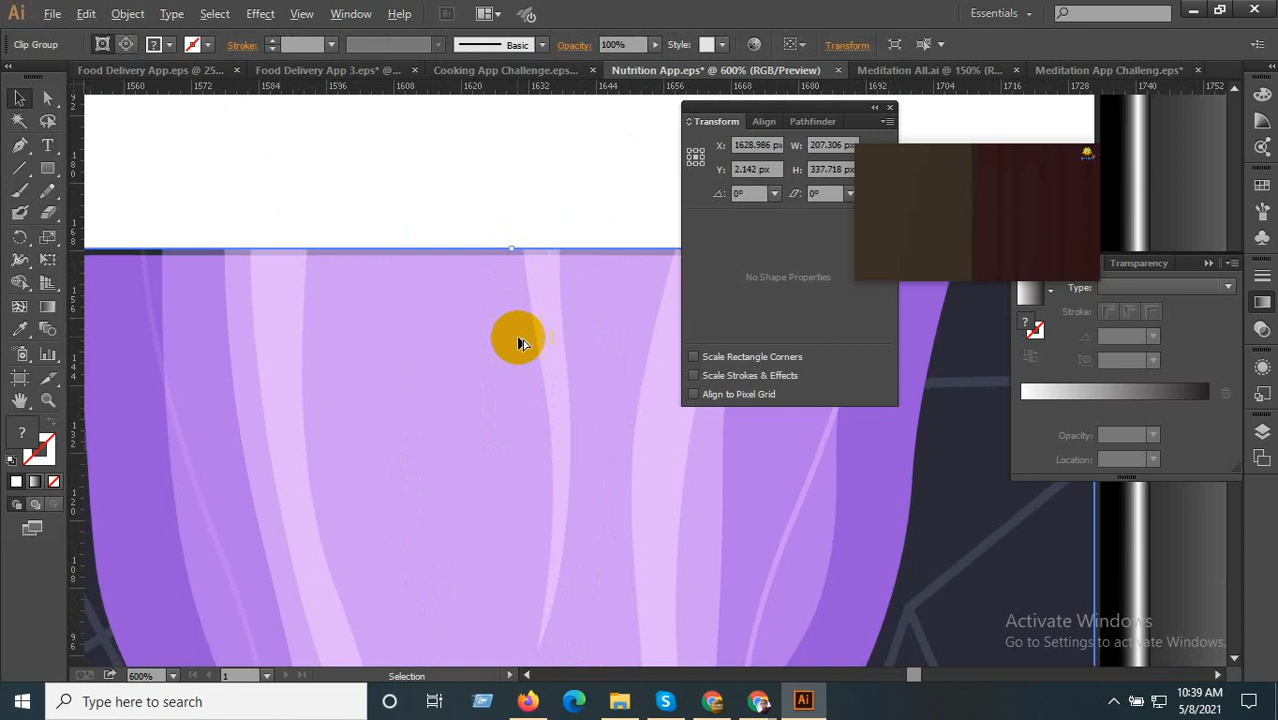 Ai File Edit Object Type Select Effect View Window Help Br Essentials
Clip Group ? Stroke: Basic Opacity: 100% Style: Transform
Food Delivery App.eps @ 25... × Food Delivery App 3.eps* @ ... × Cooking App Challenge.eps... × Nutrition App.eps* @ 600% (RGB/Preview) × Meditation All.ai @ 150% (R... × Meditation App Challeng.eps* ×
1560 1572 1584 1596 1608 1620 1632 1644 1656 1668 1680 1692 1704 1716 1728 1740 1752
Transform Align Pathfinder
X: 1628.986 px W: 207.306 px
Y: 2.142 px H: 337.718 px
0° 0°
No Shape Properties
Scale Rectangle Corners
Scale Strokes & Effects
Align to Pixel Grid
Transparency
Type:
Stroke:
?
Opacity:
Location:
?
Activate Windows
Go to Settings to activate Windows.
600% 1 Selection
Type here to search
10:39 AM
5/8/2021